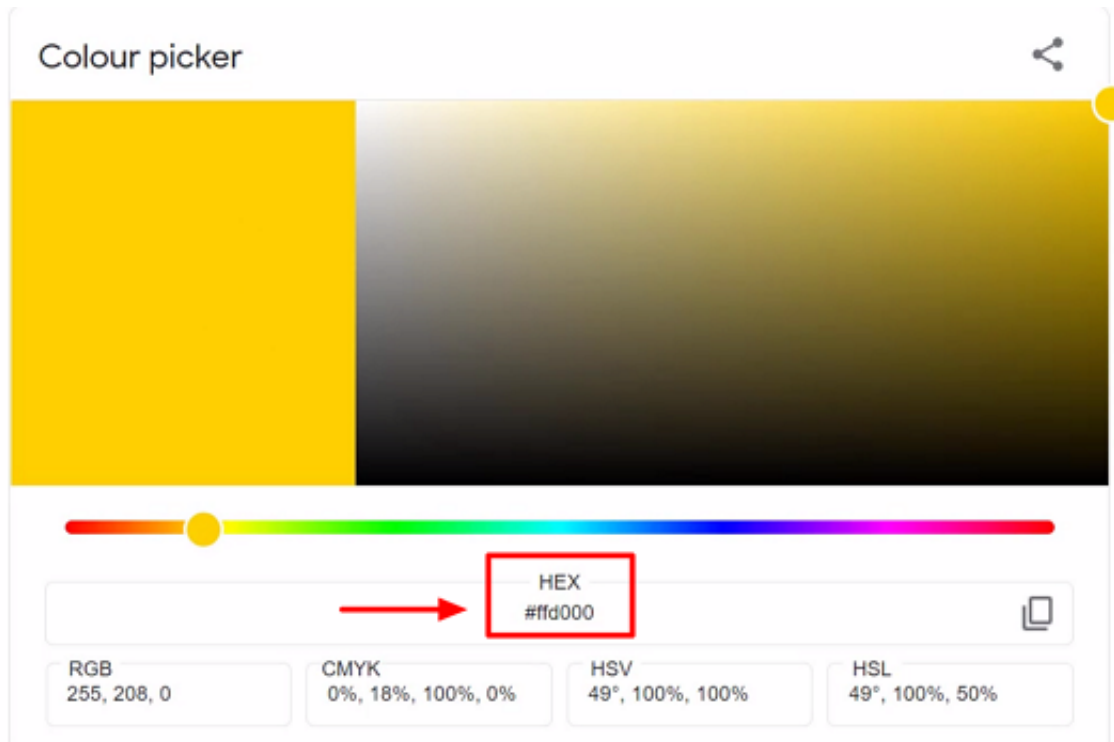 Colour picker
HEX
#ffd000
RGB
255, 208, 0
CMYK
0%, 18%, 100%, 0%
HSV
49°, 100%, 100%
HSL
49°, 100%, 50%